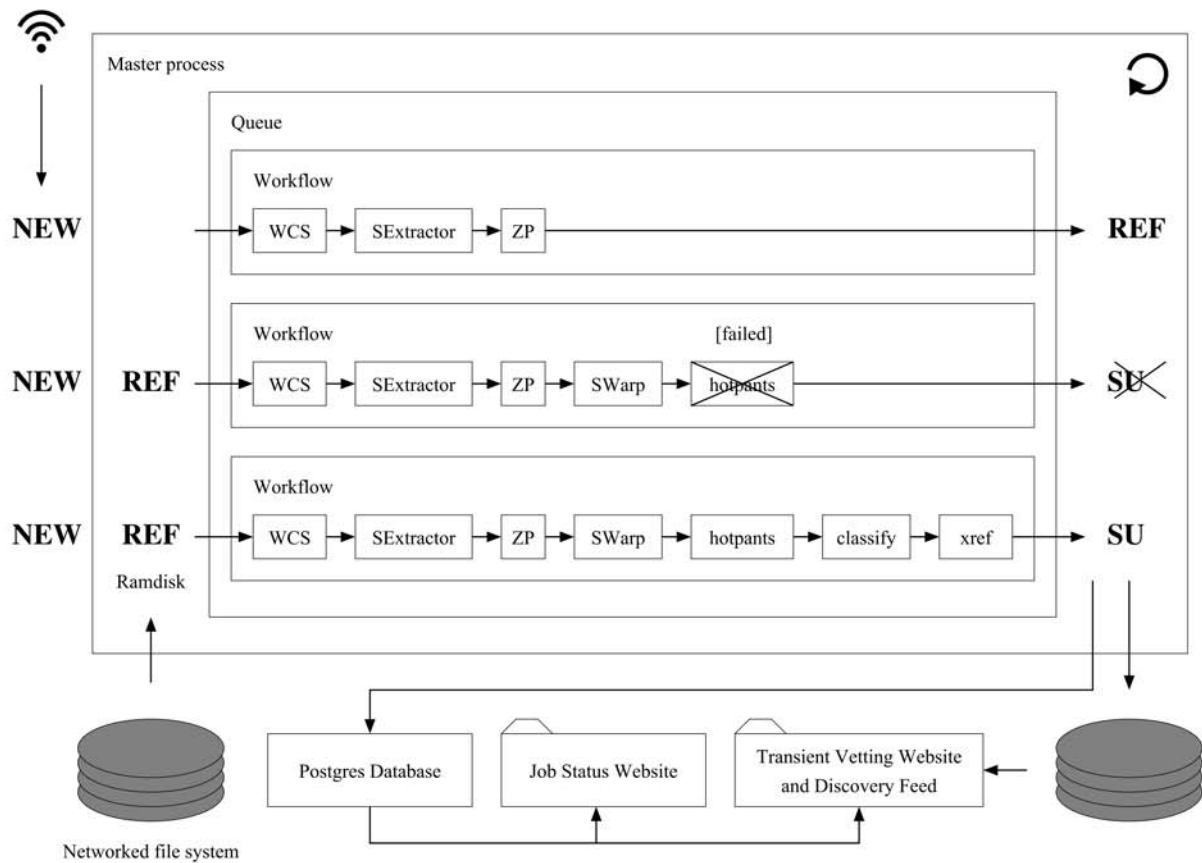 Master process
Queue
Workflow
NEW WCS SExtractor ZP REF
Workflow [failed]
NEW REF WCS SExtractor ZP SWarp hotpants SU
Workflow
NEW REF WCS SExtractor ZP SWarp hotpants classify xref SU
Ramdisk
Postgres Database
Job Status Website
Transient Vetting Website
and Discovery Feed
Networked file system